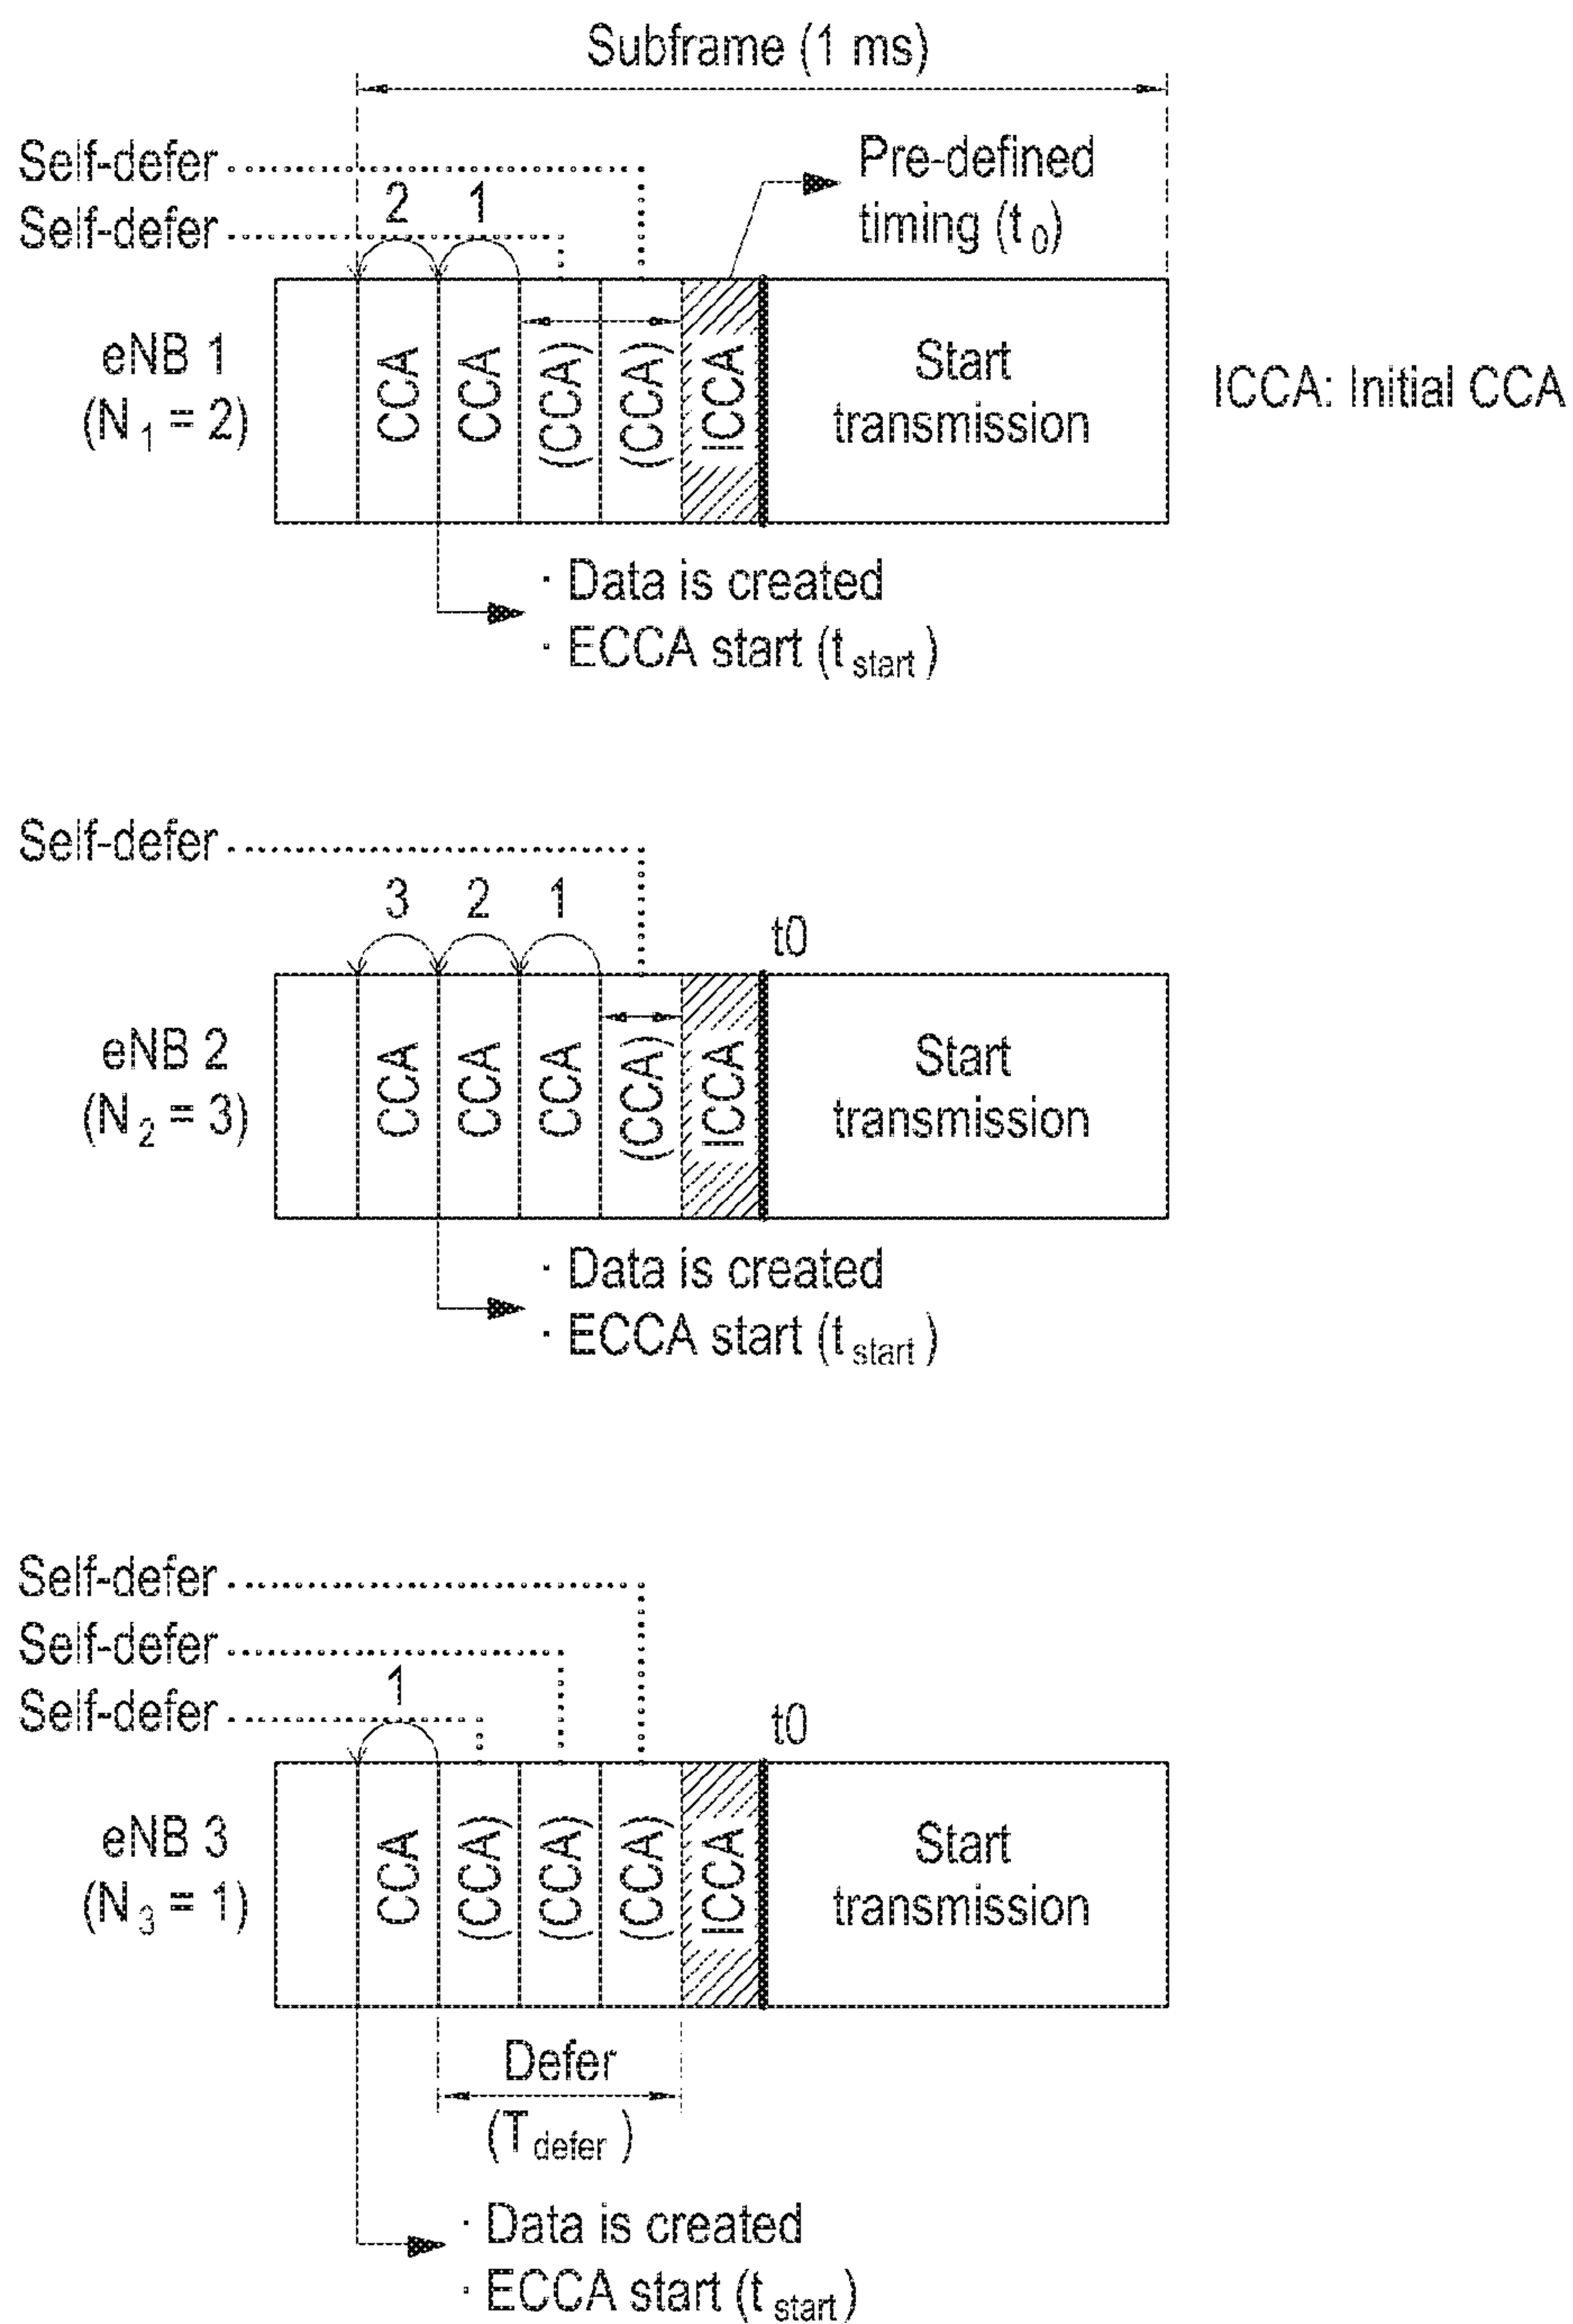 Subframe (1 ms)
Self-defer
Self-defer
2
1
Pre-defined
timing (t0)
eNB 1
(N1 = 2)
CCA
CCA
(CCA)
(CCA)
ICCA
Start
transmission
ICCA: Initial CCA
· Data is created
· ECCA start (tstart)
Self-defer
3
2
1
t0
eNB 2
(N2 = 3)
CCA
CCA
CCA
(CCA)
ICCA
Start
transmission
· Data is created
· ECCA start (tstart)
Self-defer
Self-defer
Self-defer
1
t0
eNB 3
(N3 = 1)
CCA
(CCA)
(CCA)
(CCA)
ICCA
Start
transmission
Defer
(Tdefer)
· Data is created
· ECCA start (tstart)